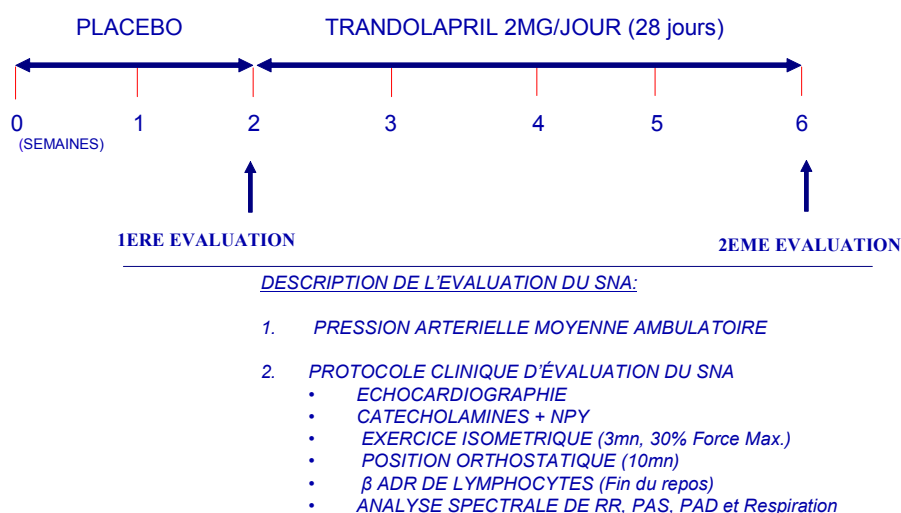 PLACEBO TRANDOLAPRIL 2MG/JOUR (28 jours)
0 1 2 3 4 5 6
(SEMAINES)
1ERE EVALUATION 2EME EVALUATION
DESCRIPTION DE L'EVALUATION DU SNA:
1. PRESSION ARTERIELLE MOYENNE AMBULATOIRE
2. PROTOCOLE CLINIQUE D'ÉVALUATION DU SNA
• ECHOCARDIOGRAPHIE
• CATECHOLAMINES + NPY
• EXERCICE ISOMETRIQUE (3mn, 30% Force Max.)
• POSITION ORTHOSTATIQUE (10mn)
• β ADR DE LYMPHOCYTES (Fin du repos)
• ANALYSE SPECTRALE DE RR, PAS, PAD et Respiration